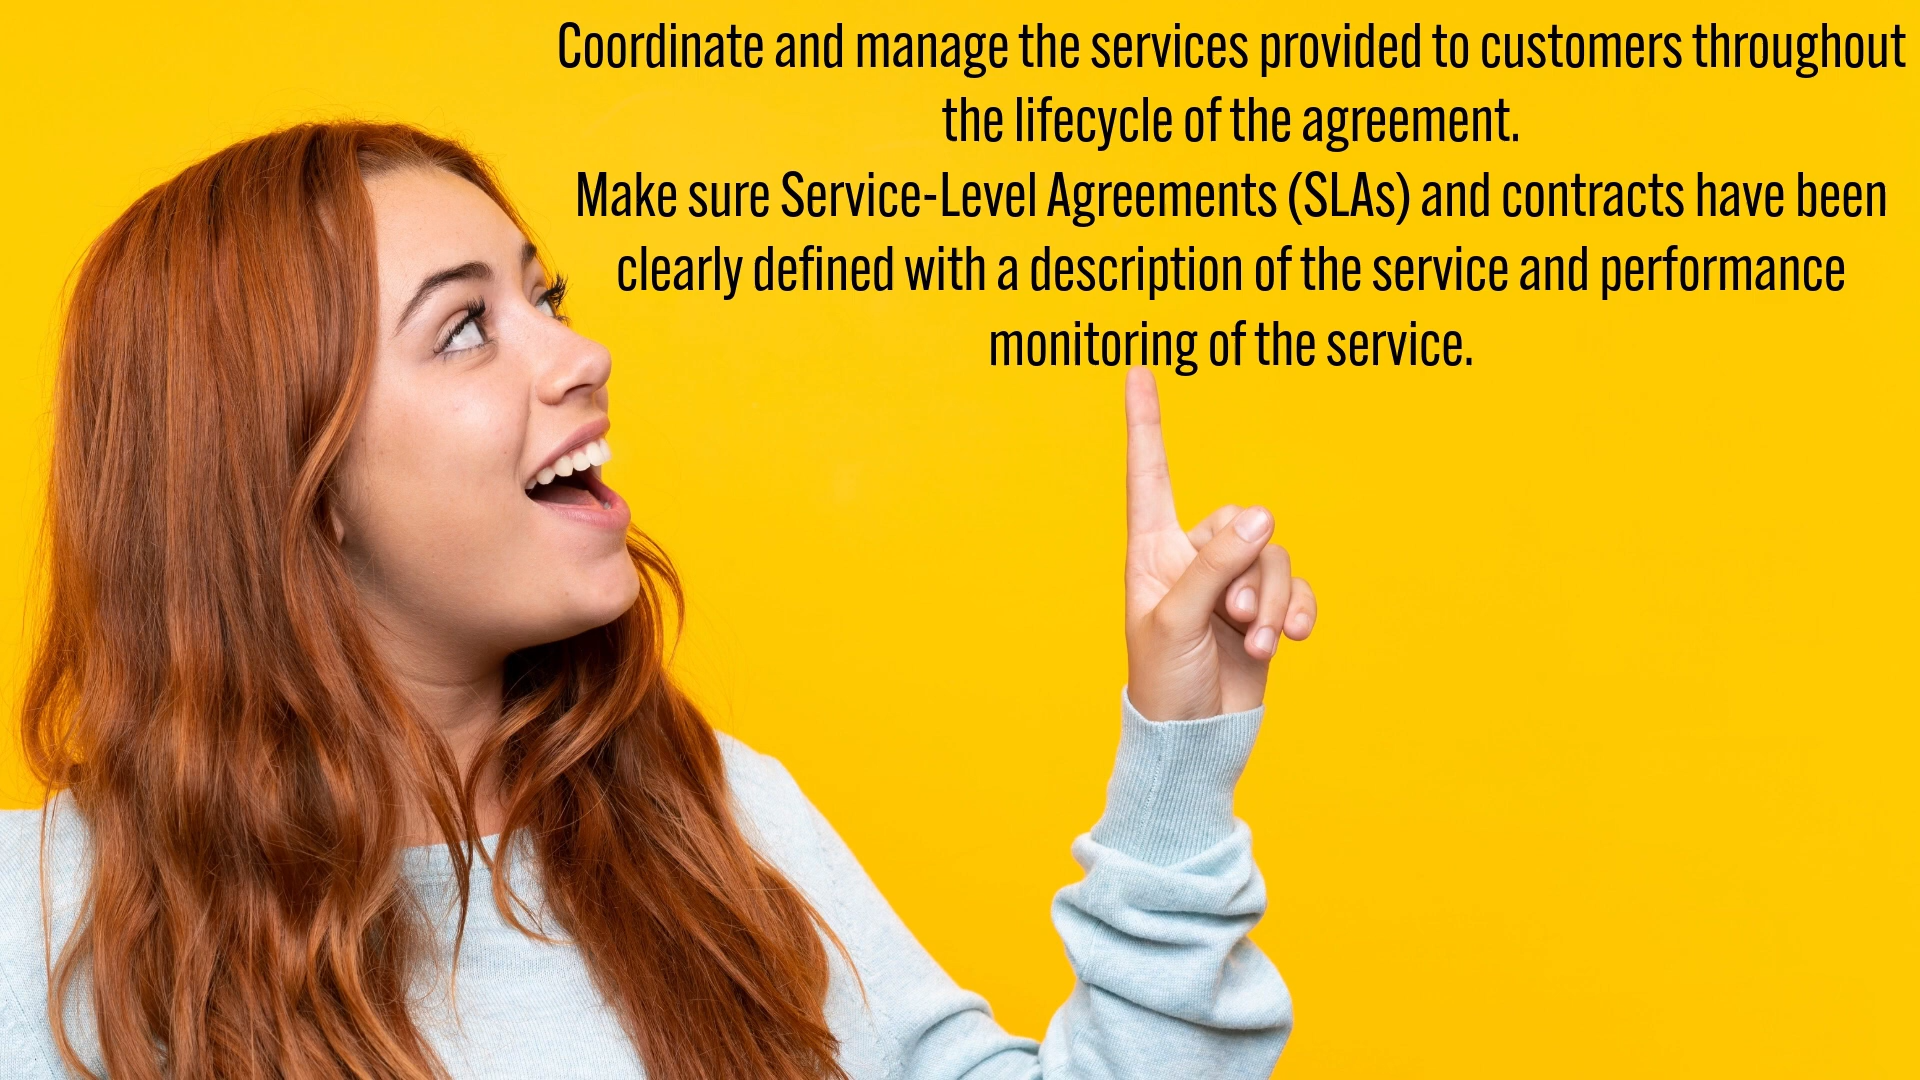 Coordinate and manage the services provided to customers throughout
the lifecycle of the agreement.
Make sure Service-Level Agreements (SLAs) and contracts have been
clearly defined with a description of the service and performance
monitoring of the service.